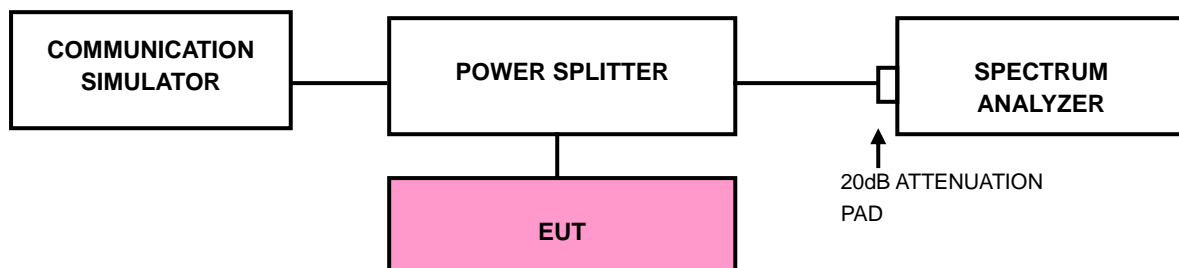 COMMUNICATION
SIMULATOR
POWER SPLITTER
SPECTRUM
ANALYZER
20dB ATTENUATION
PAD
EUT